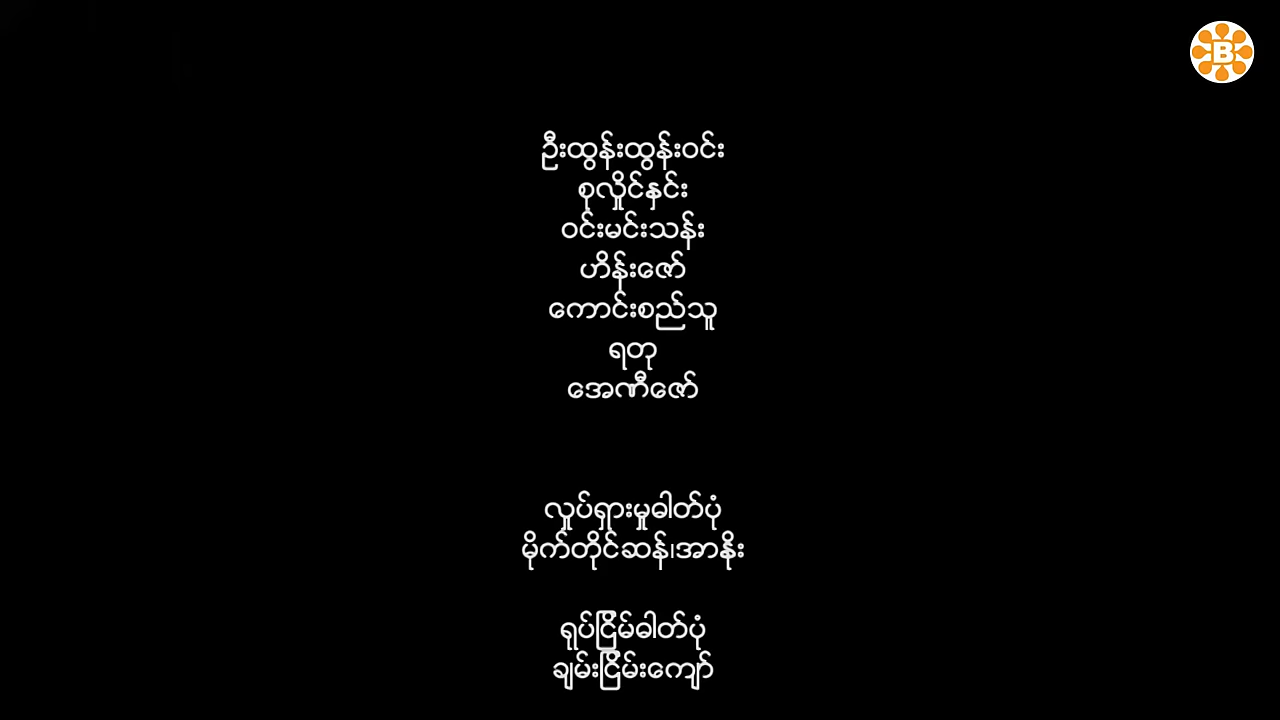 B
ဦးထွန်းထွန်းဝင်း
စုလှိုင်နှင်း
ဝင်းမင်းသန်း
ဟိန်းဇော်
ကောင်းစည်သူ
ရတု
အေဏီဇော်
လှုပ်ရှားမှုဓါတ်ပုံ
မိုက်တိုင်ဆန်၊အာနိုး
ရုပ်ငြိမ်ဓါတ်ပုံ
ချမ်းငြိမ်းကျော်